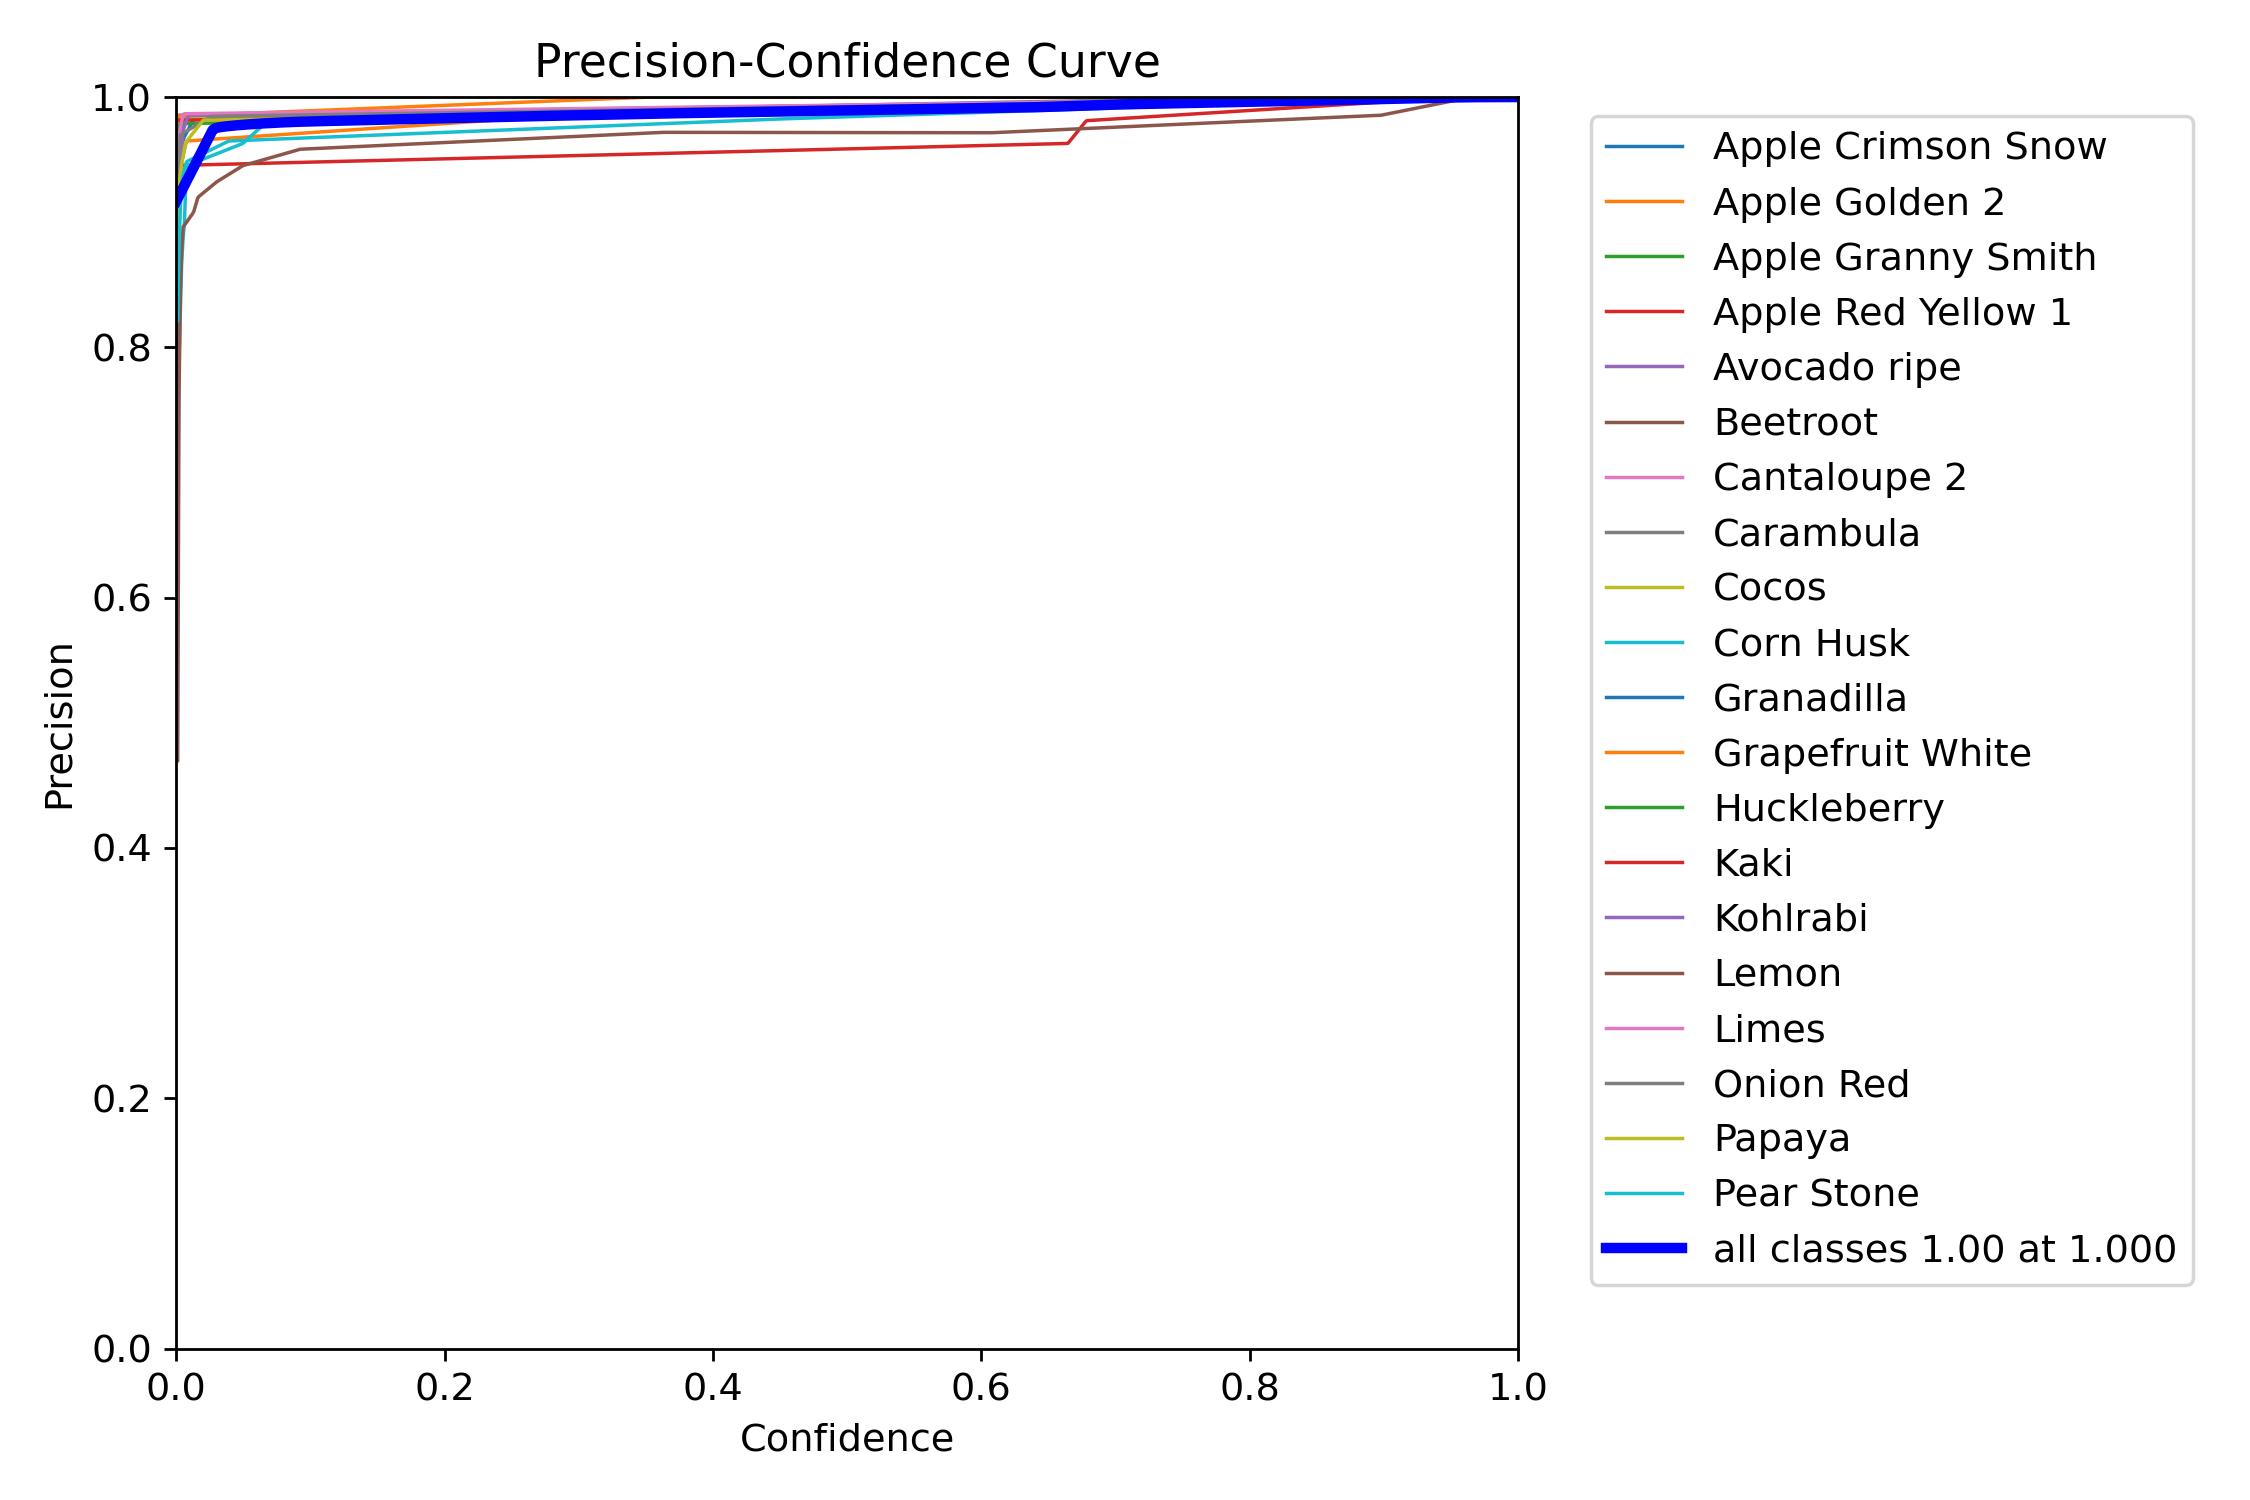 Precision-Confidence Curve
1.0
0.8
0.6
0.4
0.2
0.0
Precision
0.0 0.2 0.4 0.6 0.8 1.0
Confidence
Apple Crimson Snow
Apple Golden 2
Apple Granny Smith
Apple Red Yellow 1
Avocado ripe
Beetroot
Cantaloupe 2
Carambula
Cocos
Corn Husk
Granadilla
Grapefruit White
Huckleberry
Kaki
Kohlrabi
Lemon
Limes
Onion Red
Papaya
Pear Stone
all classes 1.00 at 1.000